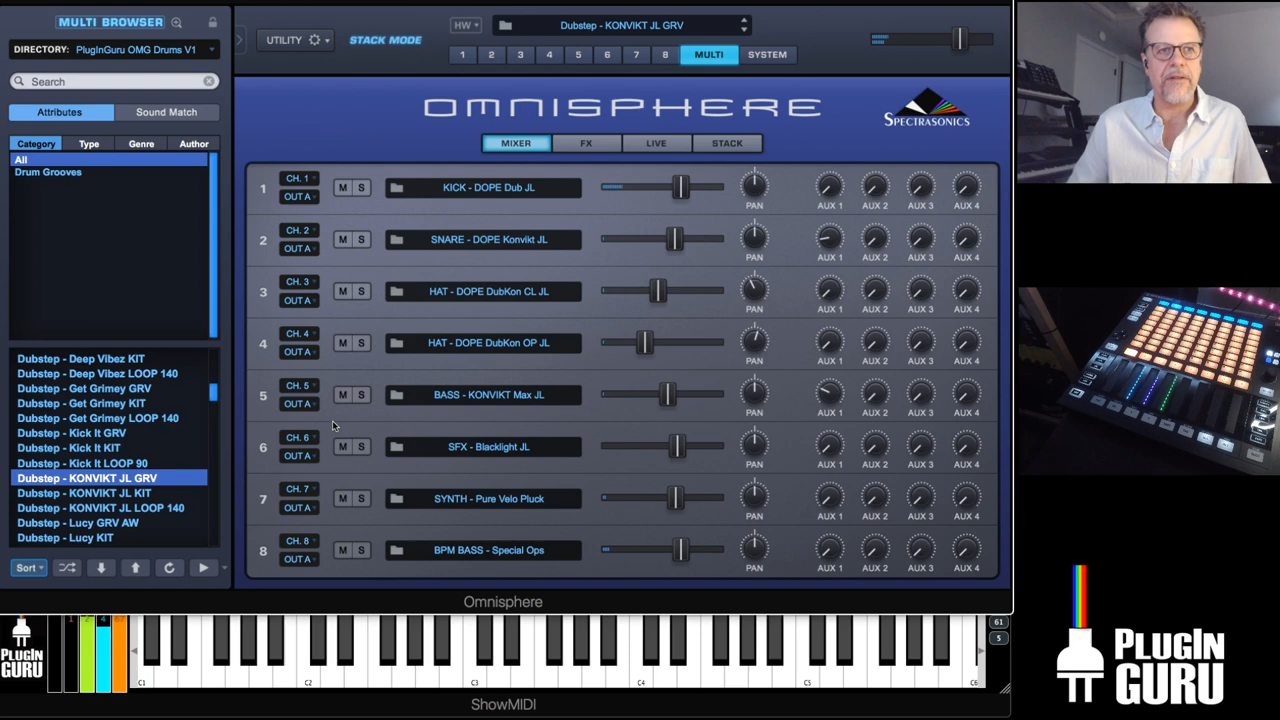 MULTI BROWSER
DIRECTORY: PlugInGuru OMG Drums V1
Search
Attributes Sound Match
Category Type Genre Author
All
Drum Grooves
Dubstep - Deep Vibez KIT
Dubstep - Deep Vibez LOOP 140
Dubstep - Get Grimey GRV
Dubstep - Get Grimey KIT
Dubstep - Get Grimey LOOP 140
Dubstep - Kick It GRV
Dubstep - Kick It KIT
Dubstep - Kick It LOOP 90
Dubstep - KONVIKT JL GRV
Dubstep - KONVIKT JL KIT
Dubstep - KONVIKT JL LOOP 140
Dubstep - Lucy GRV AW
Dubstep - Lucy KIT
Sort
UTILITY STACK MODE
HW Dubstep - KONVIKT JL GRV
1 2 3 4 5 6 7 8 MULTI SYSTEM
OMNISPHERE
SPECTRASONICS
MIXER FX LIVE STACK
1 CH. 1 OUT A M S KICK - DOPE Dub JL PAN AUX 1 AUX 2 AUX 3 AUX 4
2 CH. 2 OUT A M S SNARE - DOPE Konvikt JL PAN AUX 1 AUX 2 AUX 3 AUX 4
3 CH. 3 OUT A M S HAT - DOPE DubKon CL JL PAN AUX 1 AUX 2 AUX 3 AUX 4
4 CH. 4 OUT A M S HAT - DOPE DubKon OP JL PAN AUX 1 AUX 2 AUX 3 AUX 4
5 CH. 5 OUT A M S BASS - KONVIKT Max JL PAN AUX 1 AUX 2 AUX 3 AUX 4
6 CH. 6 OUT A M S SFX - Blacklight JL PAN AUX 1 AUX 2 AUX 3 AUX 4
7 CH. 7 OUT A M S SYNTH - Pure Velo Pluck PAN AUX 1 AUX 2 AUX 3 AUX 4
8 CH. 8 OUT A M S BPM BASS - Special Ops PAN AUX 1 AUX 2 AUX 3 AUX 4
Omnisphere
PLUGIN
GURU
C1 C2 C3 C4 C5 C6
61
5
ShowMIDI
PLUGIN
GURU